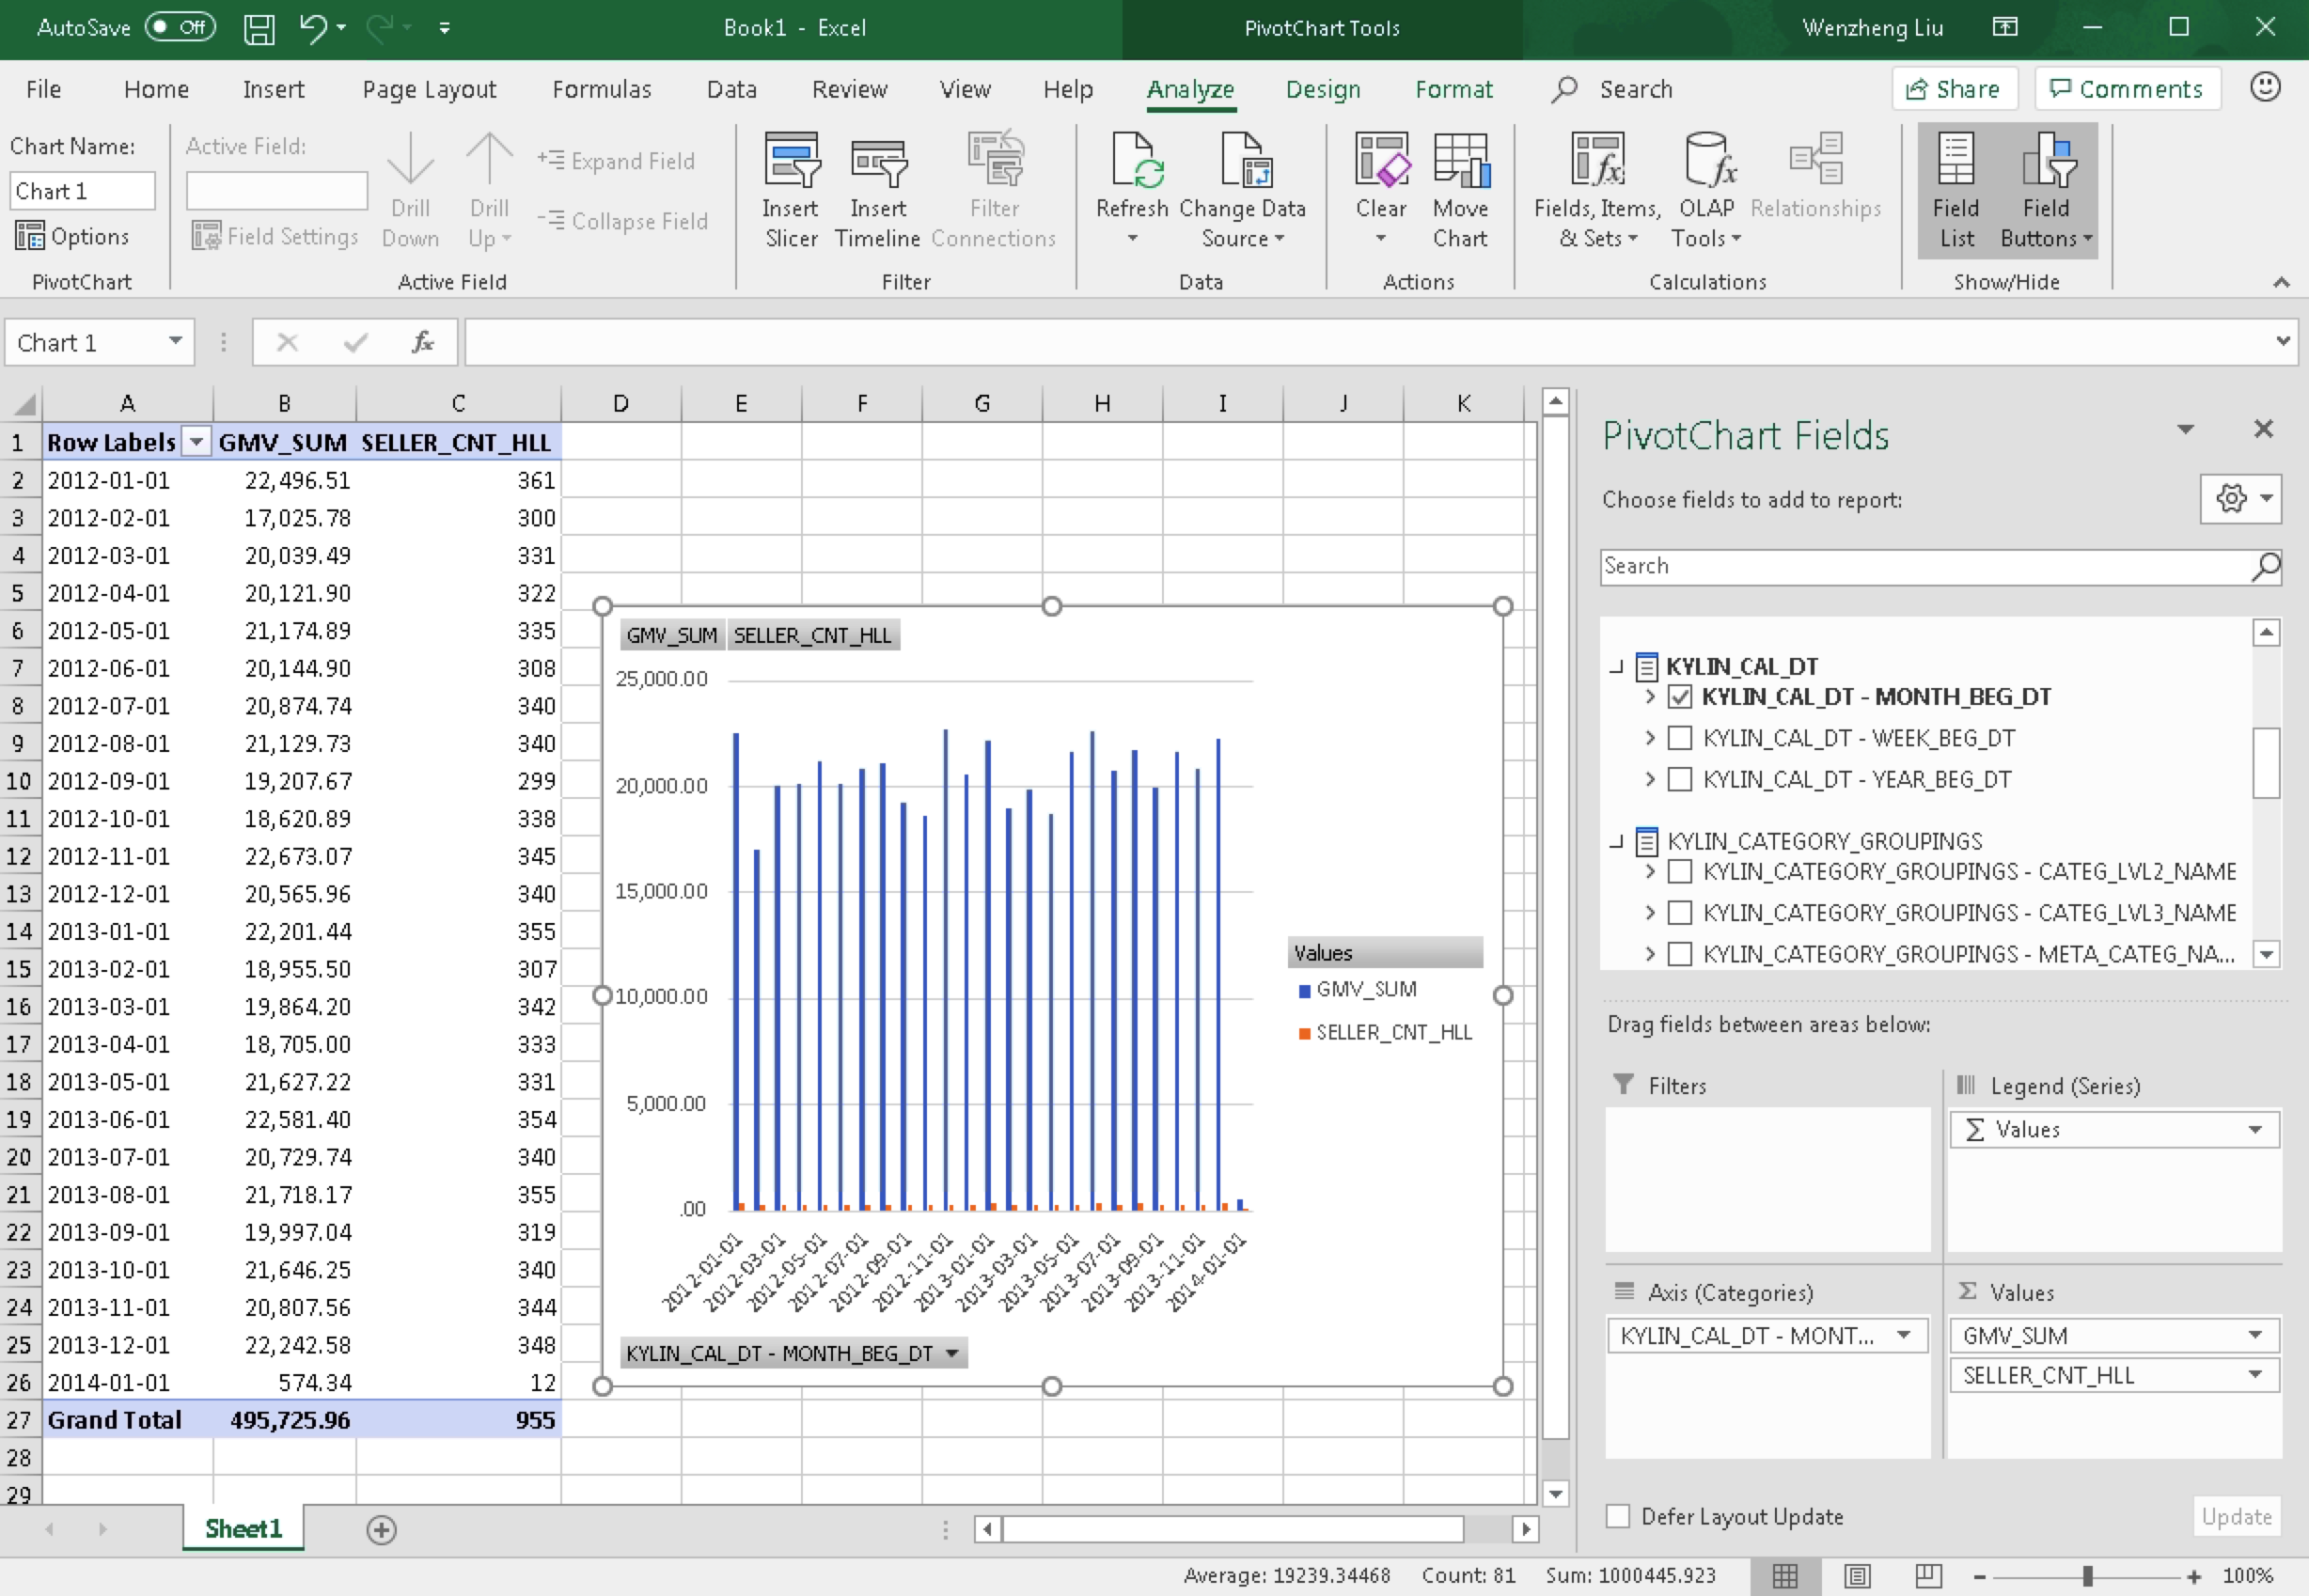 AutoSave Off Book1 - Excel PivotChart Tools Wenzheng Liu
File Home Insert Page Layout Formulas Data Review View Help Analyze Design Format Search Share Comments
Chart Name: Active Field:
Chart 1 Expand Field
Options Field Settings Drill Down Drill Up Collapse Field
Insert Slicer Insert Timeline Filter Connections Refresh Change Data Source Clear Move Chart Fields, Items, & Sets OLAP Tools Relationships Field List Field Buttons
PivotChart Active Field Filter Data Actions Calculations Show/Hide
Chart 1 fx
A B C D E F G H I J K
1 Row Labels GMV_SUM SELLER_CNT_HLL
2 2012-01-01 22,496.51 361
3 2012-02-01 17,025.78 300
4 2012-03-01 20,039.49 331
5 2012-04-01 20,121.90 322
6 2012-05-01 21,174.89 335
7 2012-06-01 20,144.90 308
8 2012-07-01 20,874.74 340
9 2012-08-01 21,129.73 340
10 2012-09-01 19,207.67 299
11 2012-10-01 18,620.89 338
12 2012-11-01 22,673.07 345
13 2012-12-01 20,565.96 340
14 2013-01-01 22,201.44 355
15 2013-02-01 18,955.50 307
16 2013-03-01 19,864.20 342
17 2013-04-01 18,705.00 333
18 2013-05-01 21,627.22 331
19 2013-06-01 22,581.40 354
20 2013-07-01 20,729.74 340
21 2013-08-01 21,718.17 355
22 2013-09-01 19,997.04 319
23 2013-10-01 21,646.25 340
24 2013-11-01 20,807.56 344
25 2013-12-01 22,242.58 348
26 2014-01-01 574.34 12
27 Grand Total 495,725.96 955
28
29
GMV_SUM SELLER_CNT_HLL
25,000.00
20,000.00
15,000.00
10,000.00
5,000.00
.00
2012-01-01 2012-03-01 2012-05-01 2012-07-01 2012-09-01 2012-11-01 2013-01-01 2013-03-01 2013-05-01 2013-07-01 2013-09-01 2013-11-01 2014-01-01
Values
GMV_SUM
SELLER_CNT_HLL
KYLIN_CAL_DT - MONTH_BEG_DT
PivotChart Fields
Choose fields to add to report:
Search
KYLIN_CAL_DT
KYLIN_CAL_DT - MONTH_BEG_DT
KYLIN_CAL_DT - WEEK_BEG_DT
KYLIN_CAL_DT - YEAR_BEG_DT
KYLIN_CATEGORY_GROUPINGS
KYLIN_CATEGORY_GROUPINGS - CATEG_LVL2_NAME
KYLIN_CATEGORY_GROUPINGS - CATEG_LVL3_NAME
KYLIN_CATEGORY_GROUPINGS - META_CATEG_NA...
Drag fields between areas below:
Filters Legend (Series)
Σ Values
Axis (Categories) Σ Values
KYLIN_CAL_DT - MONT... GMV_SUM
SELLER_CNT_HLL
Defer Layout Update Update
Sheet1
Average: 19239.34468 Count: 81 Sum: 1000445.923 100%